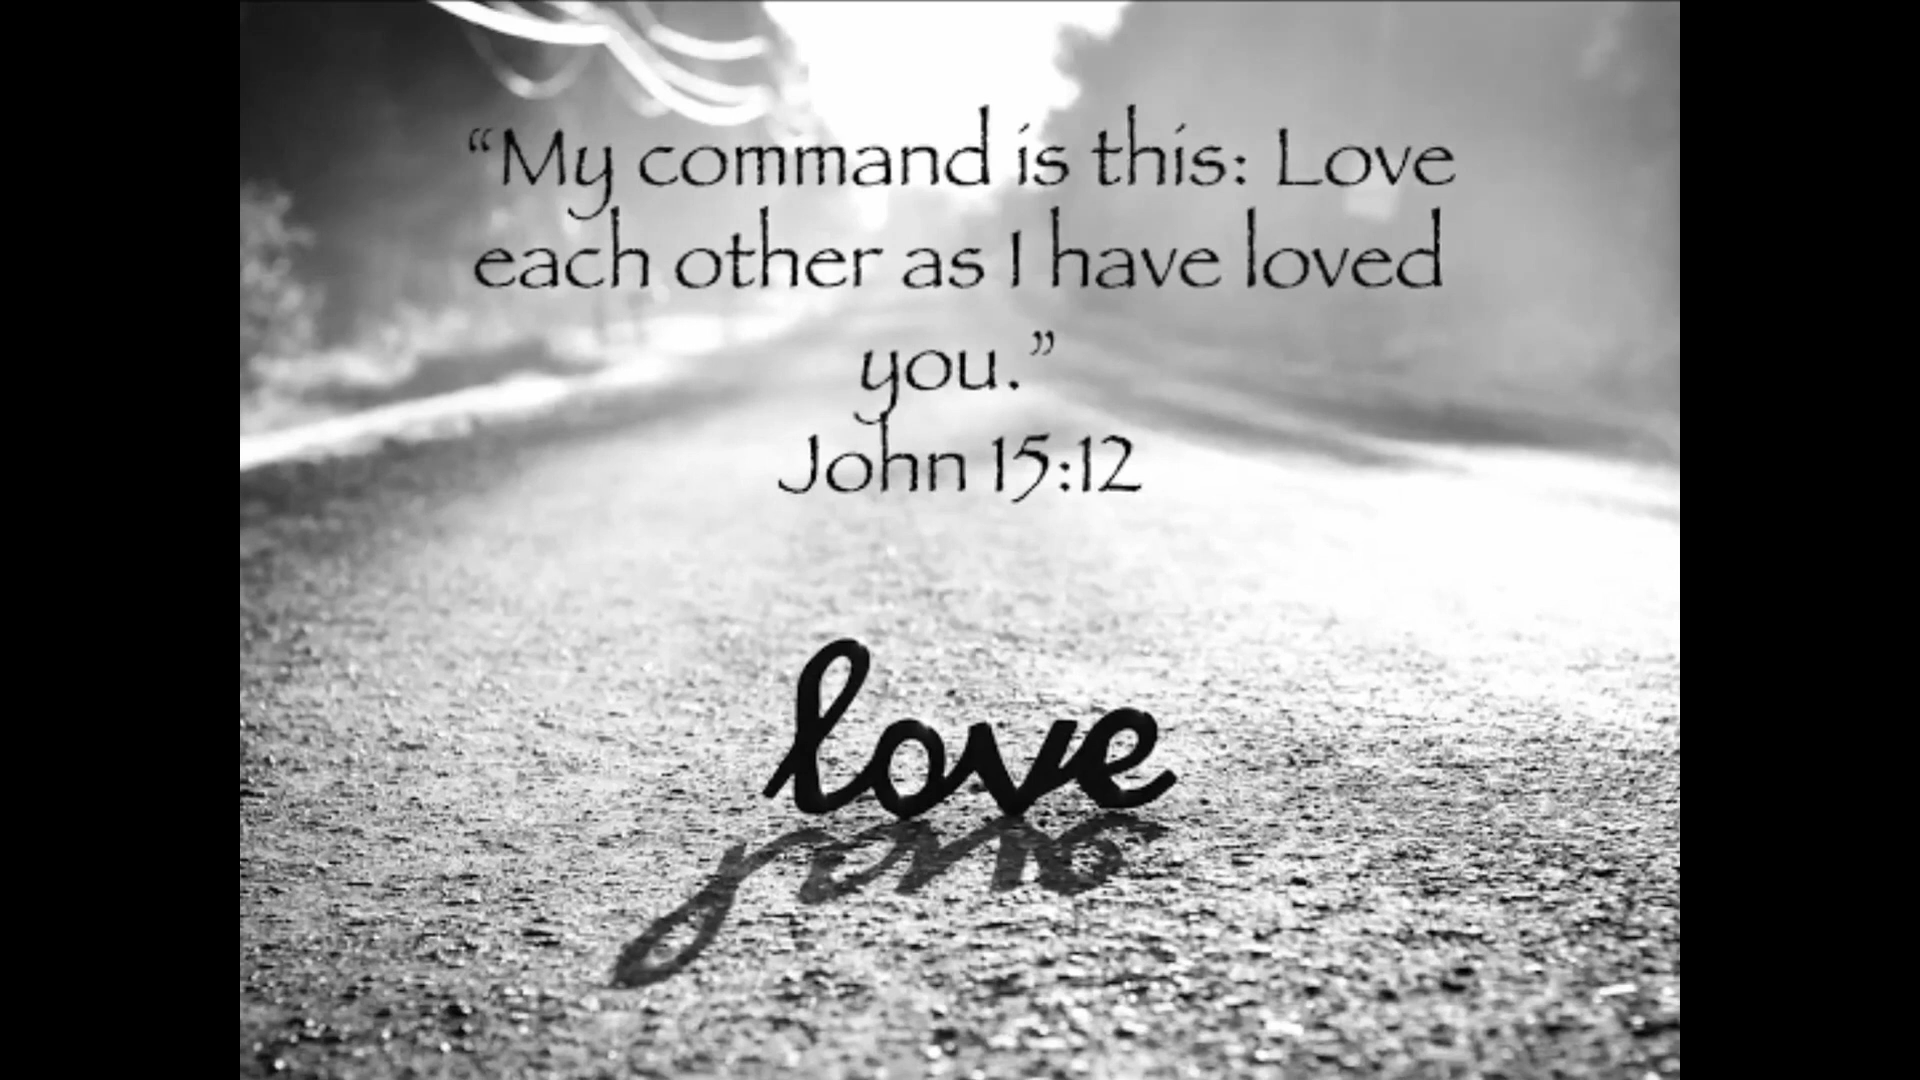 “My command is this: Love
each other as I have loved
you.”
John 15:12
love